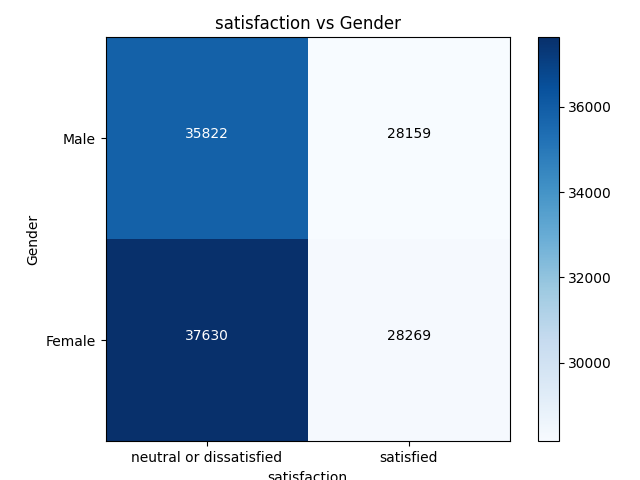 satisfaction vs Gender
Male
35822
28159
Female
37630
28269
Gender
neutral or dissatisfied
satisfied
satisfaction
36000
34000
32000
30000